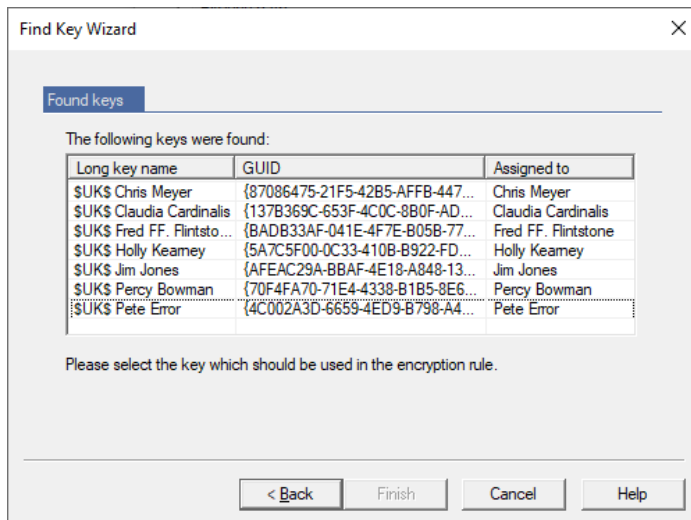 Find Key Wizard
Found keys
The following keys were found:
Long key name GUID Assigned to
$UK$ Chris Meyer {87086475-21F5-42B5-AFFB-447... Chris Meyer
$UK$ Claudia Cardinalis {137B369C-653F-4C0C-8B0F-AD... Claudia Cardinalis
$UK$ Fred FF. Flintsto... {BADB33AF-041E-4F7E-B05B-77... Fred FF. Flintstone
$UK$ Holly Kearney {5A7C5F00-0C33-410B-B922-FD... Holly Kearney
$UK$ Jim Jones {AFEAC29A-BBAF-4E18-A848-13... Jim Jones
$UK$ Percy Bowman {70F4FA70-71E4-4338-B1B5-8E6... Percy Bowman
$UK$ Pete Error {4C002A3D-6659-4ED9-B798-A4... Pete Error
Please select the key which should be used in the encryption rule.
< Back Finish Cancel Help